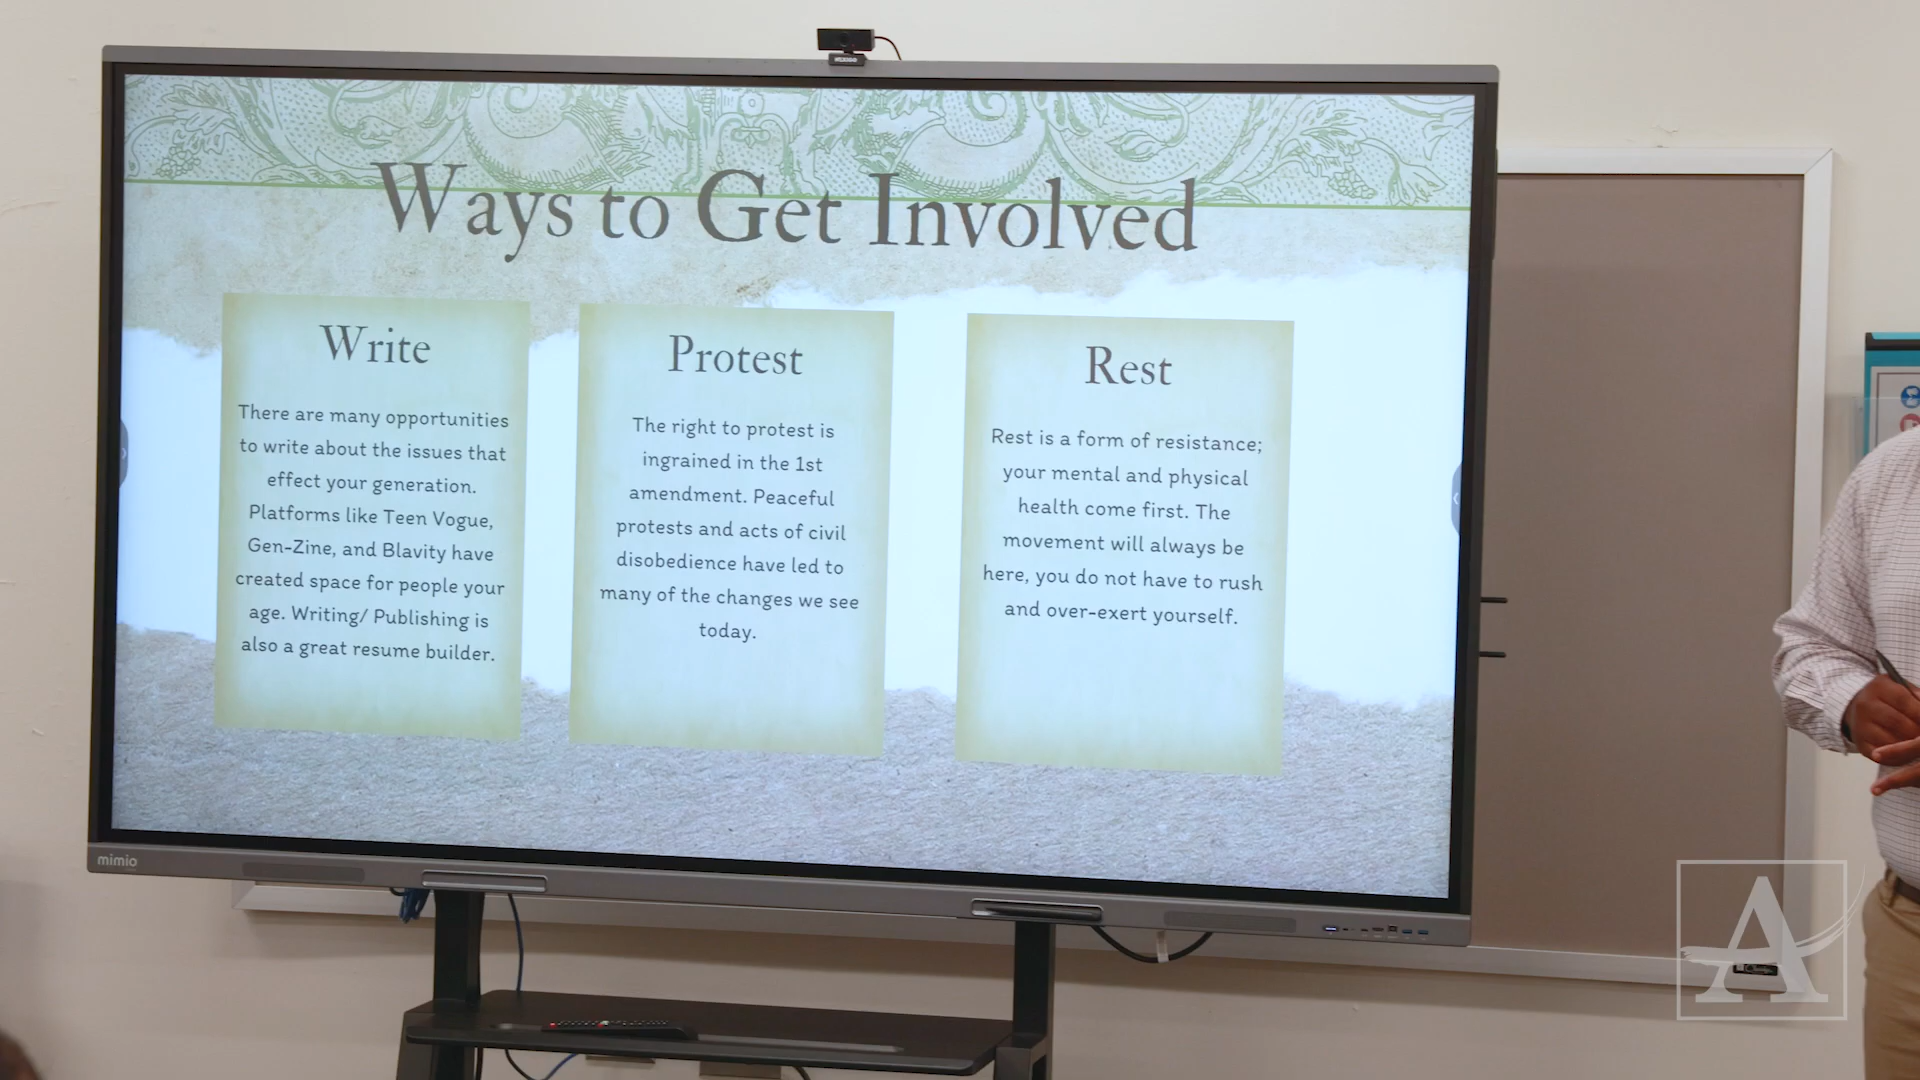 Ways to Get Involved
Write
There are many opportunities
to write about the issues that
effect your generation.
Platforms like Teen Vogue,
Gen-Zine, and Blavity have
created space for people your
age. Writing/ Publishing is
also a great resume builder.
Protest
The right to protest is
ingrained in the 1st
amendment. Peaceful
protests and acts of civil
disobedience have led to
many of the changes we see
today.
Rest
Rest is a form of resistance;
your mental and physical
health come first. The
movement will always be
here, you do not have to rush
and over-exert yourself.
mimio
A